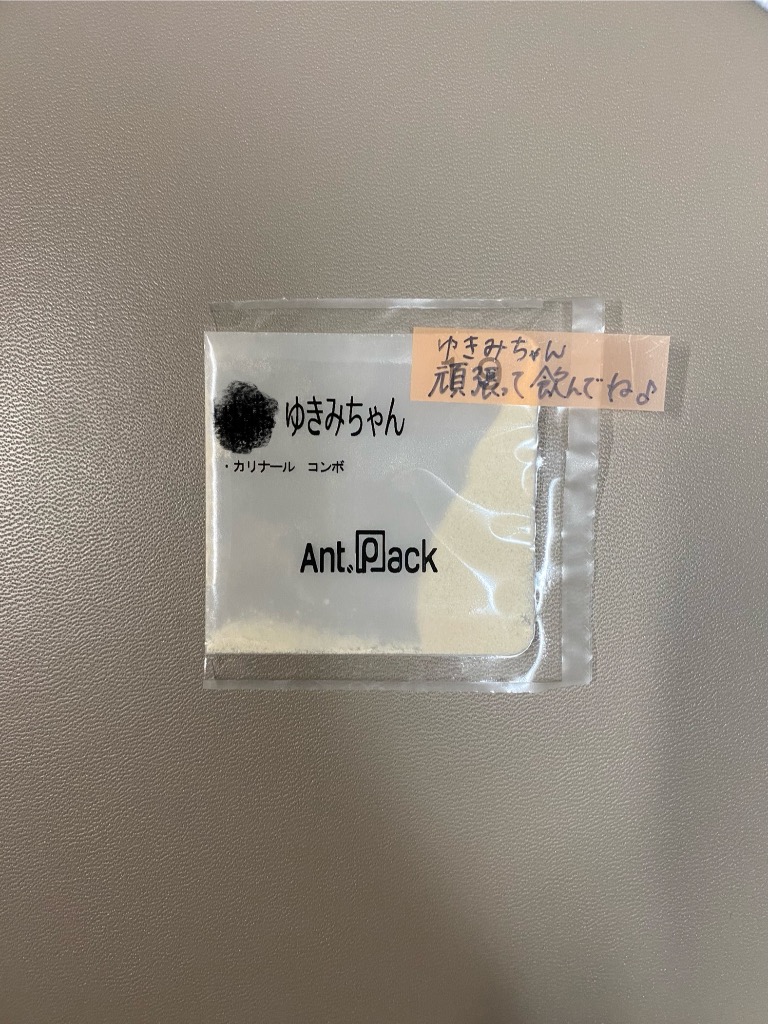 ゆきみちゃん
頑張って飲んでね♪
ゆきみちゃん
・カリナール コンボ
Ant.Pack